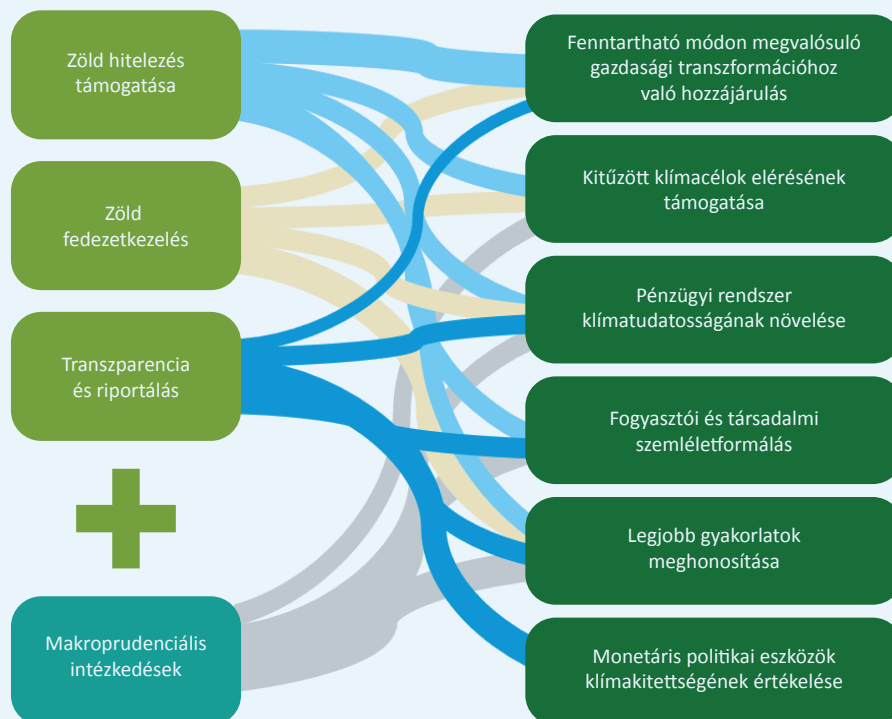 Zöld hitelezés
támogatása
Zöld
fedezetkezelés
Transzparencia
és riportálás
Makroprudenciális
intézkedések
Fenntartható módon megvalósuló
gazdasági transzformációhoz
való hozzájárulás
Kitűzött klímacélok elérésének
támogatása
Pénzügyi rendszer
klímatudatosságának növelése
Fogyasztói és társadalmi
szemléletformálás
Legjobb gyakorlatok
meghonosítása
Monetáris politikai eszközök
klímakitettségének értékelése